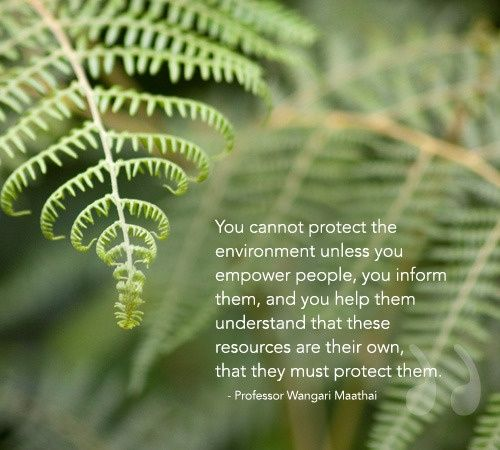 You cannot protect the
environment unless you
empower people, you inform
them, and you help them
understand that these
resources are their own,
that they must protect them.
- Professor Wangari Maathai
”